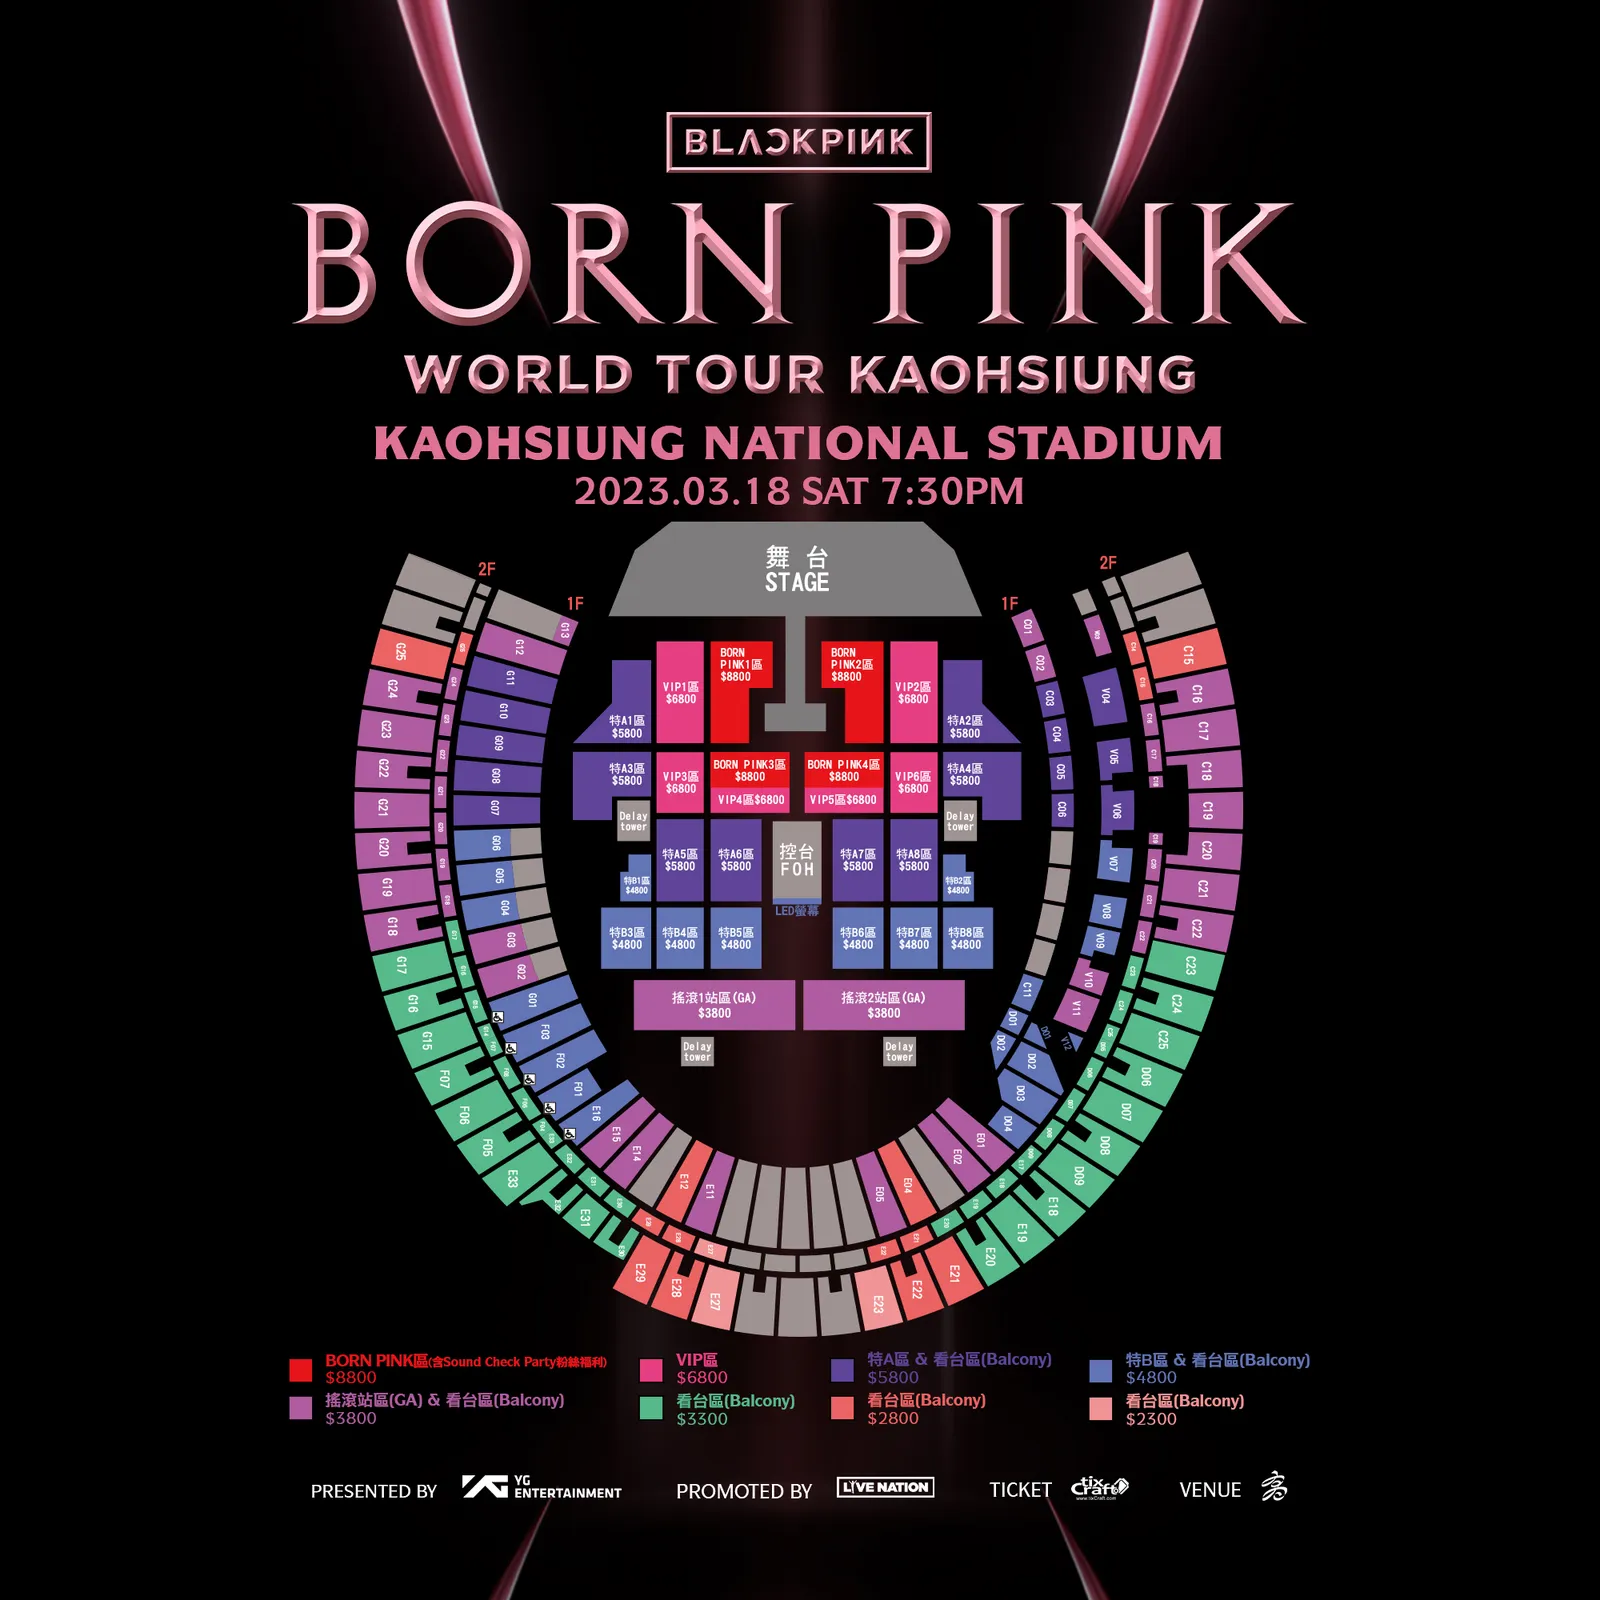 BLACKPINK
BORN PINK
WORLD TOUR KAOHSIUNG
KAOHSIUNG NATIONAL STADIUM
2023.03.18 SAT 7:30PM
舞台
STAGE
2F
1F
1F
2F
BORN
PINK1區
$8800
BORN
PINK2區
$8800
VIP1區
$6800
VIP2區
$6800
特A1區
$5800
特A2區
$5800
特A3區
$5800
VIP3區
$6800
BORN PINK3區
$8800
BORN PINK4區
$8800
VIP6區
$6800
特A4區
$5800
VIP4區$6800
VIP5區$6800
Delay
tower
Delay
tower
特A5區
$5800
特A6區
$5800
控台
FOH
特A7區
$5800
特A8區
$5800
特B1區
$4800
特B2區
$4800
LED螢幕
特B3區
$4800
特B4區
$4800
特B5區
$4800
特B6區
$4800
特B7區
$4800
特B8區
$4800
搖滾1站區(GA)
$3800
搖滾2站區(GA)
$3800
Delay
tower
Delay
tower
G25
G24
G23
G22
G21
G20
G19
G18
G17
G16
G15
F07
F06
F05
E33
E32
E31
E30
E29
E28
E27
E23
E22
E21
E20
E19
E18
D09
D08
D07
D06
C25
C24
C23
C22
C21
C20
C19
C18
C17
C16
C15
G13
G12
G11
G10
G09
G08
G07
G06
G05
G04
G03
G02
G01
F03
F02
F01
E16
E15
E14
E12
E11
E05
E04
E02
E01
D04
D03
D02
D02
D01
D01
C11
C06
C05
C04
C03
C02
C01
V03
V04
V05
V06
V07
V08
V09
V10
V11
V12
BORN PINK區(含Sound Check Party粉絲福利)
$8800
VIP區
$6800
特A區 & 看台區(Balcony)
$5800
特B區 & 看台區(Balcony)
$4800
搖滾站區(GA) & 看台區(Balcony)
$3800
看台區(Balcony)
$3300
看台區(Balcony)
$2800
看台區(Balcony)
$2300
PRESENTED BY
YG
ENTERTAINMENT
PROMOTED BY
LIVE NATION
TICKET
tixCraft
www.tixCraft.com
VENUE